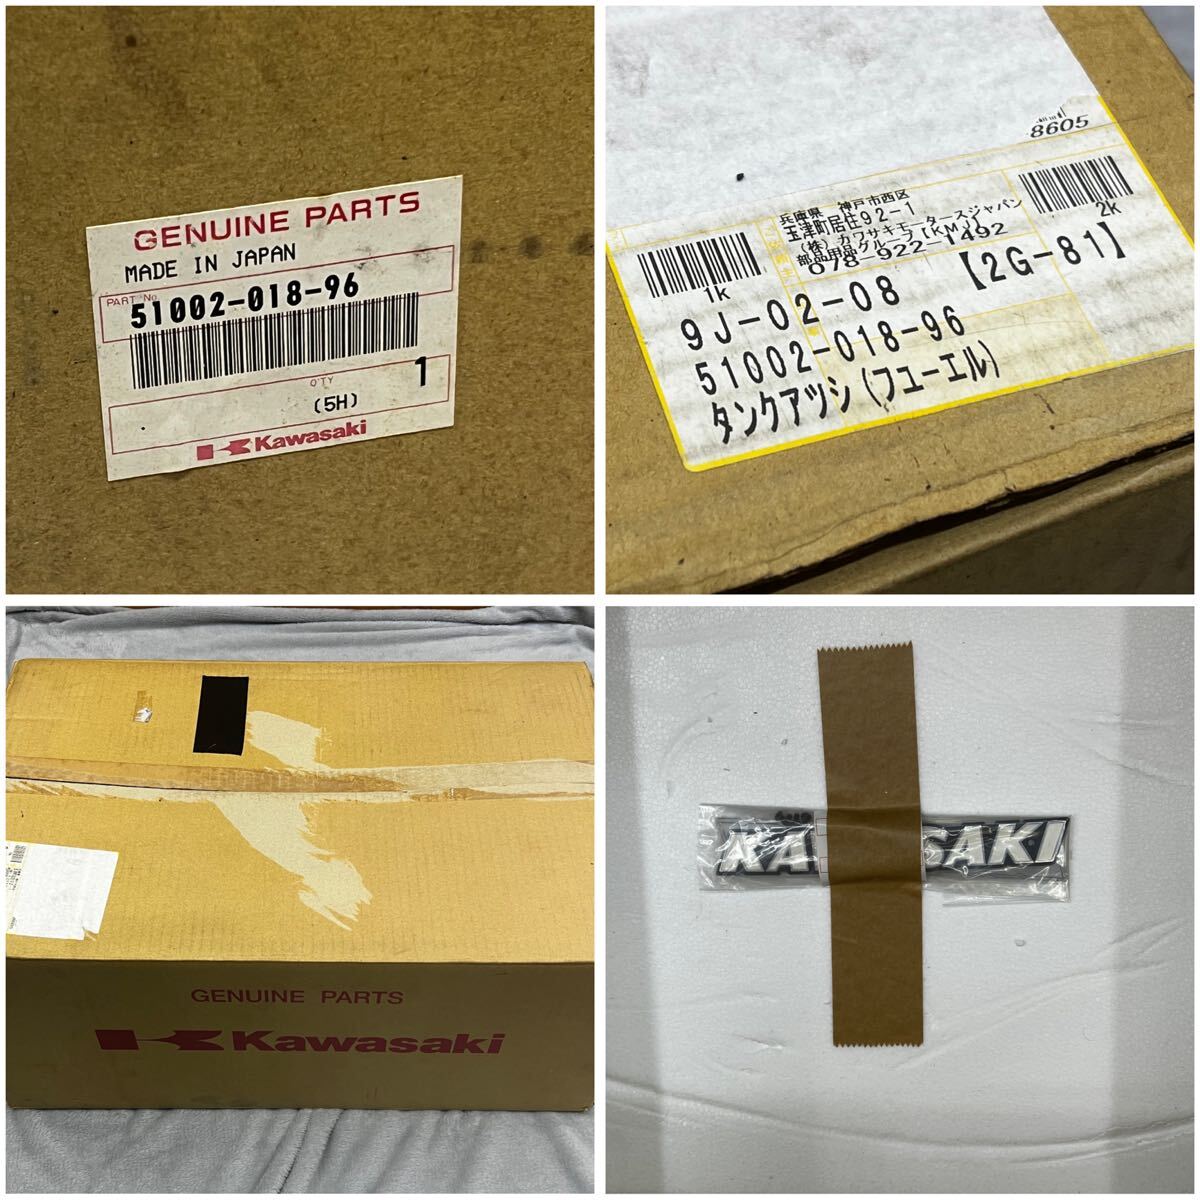 GENUINE PARTS
MADE IN JAPAN
PART No.
51002-018-96
Q'TY
1
(5H)
Kawasaki
8605
兵庫県 神戸市西区
玉津町居住92-1
(株)カワサキモータースジャパン
部品用品グループ【KMJ】
078-922-1492
1k
2k
9J-02-08 【2G-81】
51002-018-96
タンクアツシ(フユーエル)
GENUINE PARTS
Kawasaki
KA SAKI